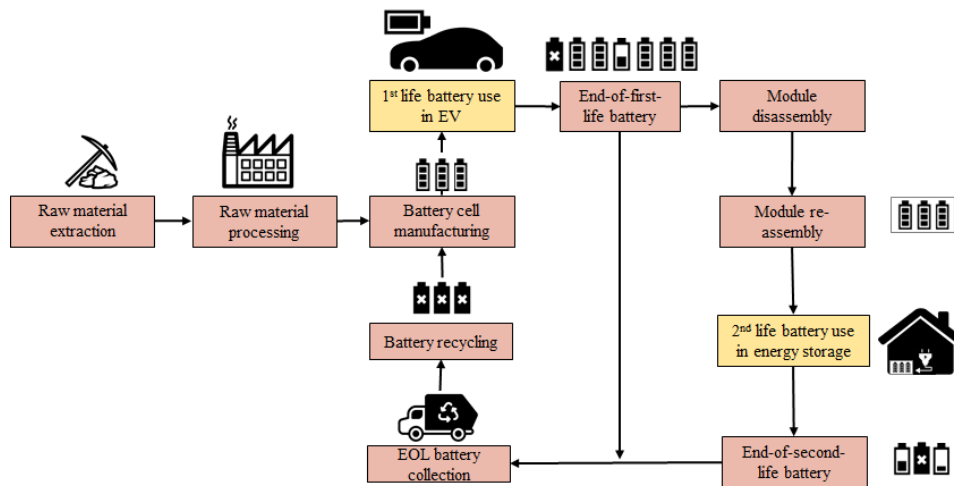 1st life battery use
in EV
End-of-first-
life battery
Module
disassembly
Raw material
extraction
Raw material
processing
Battery cell
manufacturing
Module re-
assembly
Battery recycling
2nd life battery use
in energy storage
EOL battery
collection
End-of-second-
life battery